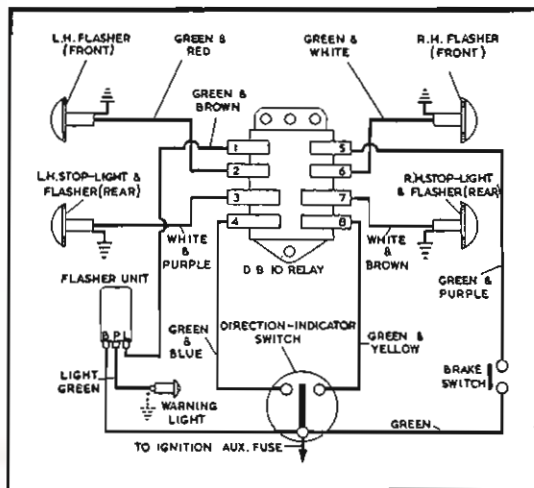 L.H. FLASHER
(FRONT)
GREEN &
RED
GREEN &
WHITE
R.H. FLASHER
(FRONT)
GREEN &
BROWN
1
5
2
6
L.H. STOP-LIGHT
& FLASHER(REAR)
3
7
R.H. STOP-LIGHT
& FLASHER(REAR)
4
8
WHITE
&
PURPLE
WHITE
&
BROWN
DB 10 RELAY
FLASHER UNIT
GREEN
&
PURPLE
B P L
DIRECTION-INDICATOR
SWITCH
GREEN
&
BLUE
GREEN &
YELLOW
LIGHT
GREEN
BRAKE
SWITCH
WARNING
LIGHT
GREEN
TO IGNITION AUX. FUSE